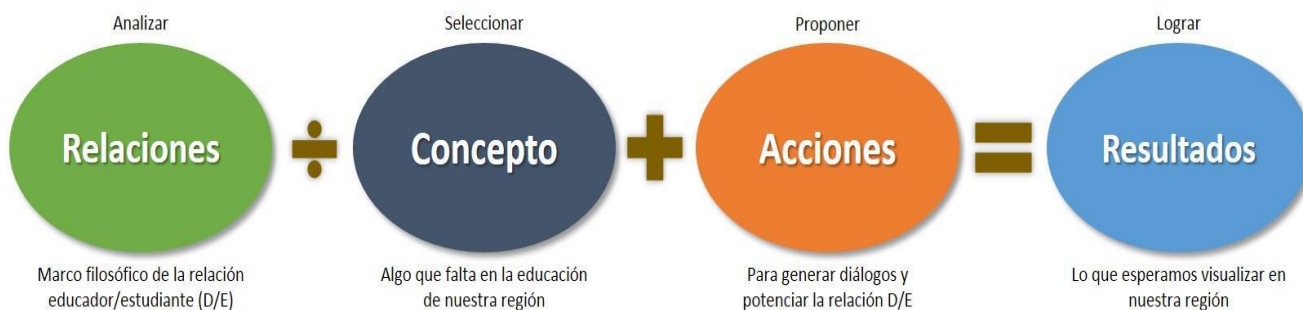 Analizar
Seleccionar
Proponer
Lograr
Relaciones
÷
Concepto
+
Acciones
=
Resultados
Marco filosófico de la relación
educador/estudiante (D/E)
Algo que falta en la educación
de nuestra región
Para generar diálogos y
potenciar la relación D/E
Lo que esperamos visualizar en
nuestra región